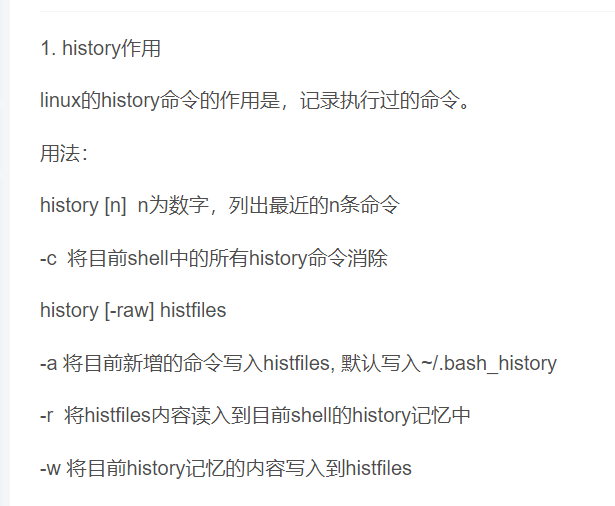 1. history作用
linux的history命令的作用是，记录执行过的命令。
用法：
history [n]  n为数字，列出最近的n条命令
-c  将目前shell中的所有history命令消除
history [-raw] histfiles
-a 将目前新增的命令写入histfiles, 默认写入~/.bash_history
-r  将histfiles内容读入到目前shell的history记忆中
-w 将目前history记忆的内容写入到histfiles